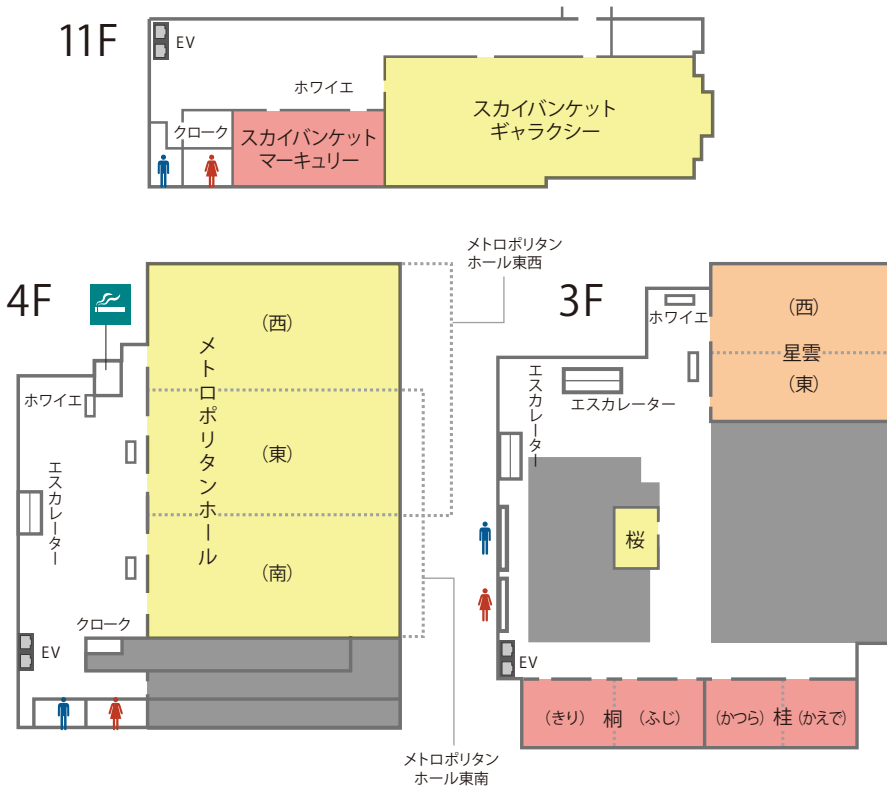 11F
EV
ホワイエ
クローク
スカイバンケット
マーキュリー
スカイバンケット
ギャラクシー
4F
メトロポリタン
ホール東西
(西)
メトロポリタンホール
ホワイエ
(東)
エスカレーター
(南)
クローク
EV
メトロポリタン
ホール東南
3F
ホワイエ
(西)
星雲
(東)
エスカレーター
エスカレーター
桜
EV
(きり) 桐 (ふじ)
(かつら) 桂 (かえで)